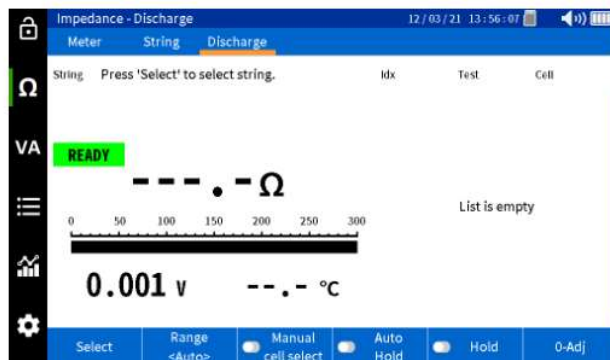 Impedance - Discharge 12/03/21 13:56:07
Meter String Discharge
String Press 'Select' to select string. Idx Test Cell
Ω
VA
READY
---.-Ω
List is empty
0 50 100 150 200 250 300
0.001 V --.- °C
Select Range <Auto> Manual cell select Auto Hold Hold 0-Adj